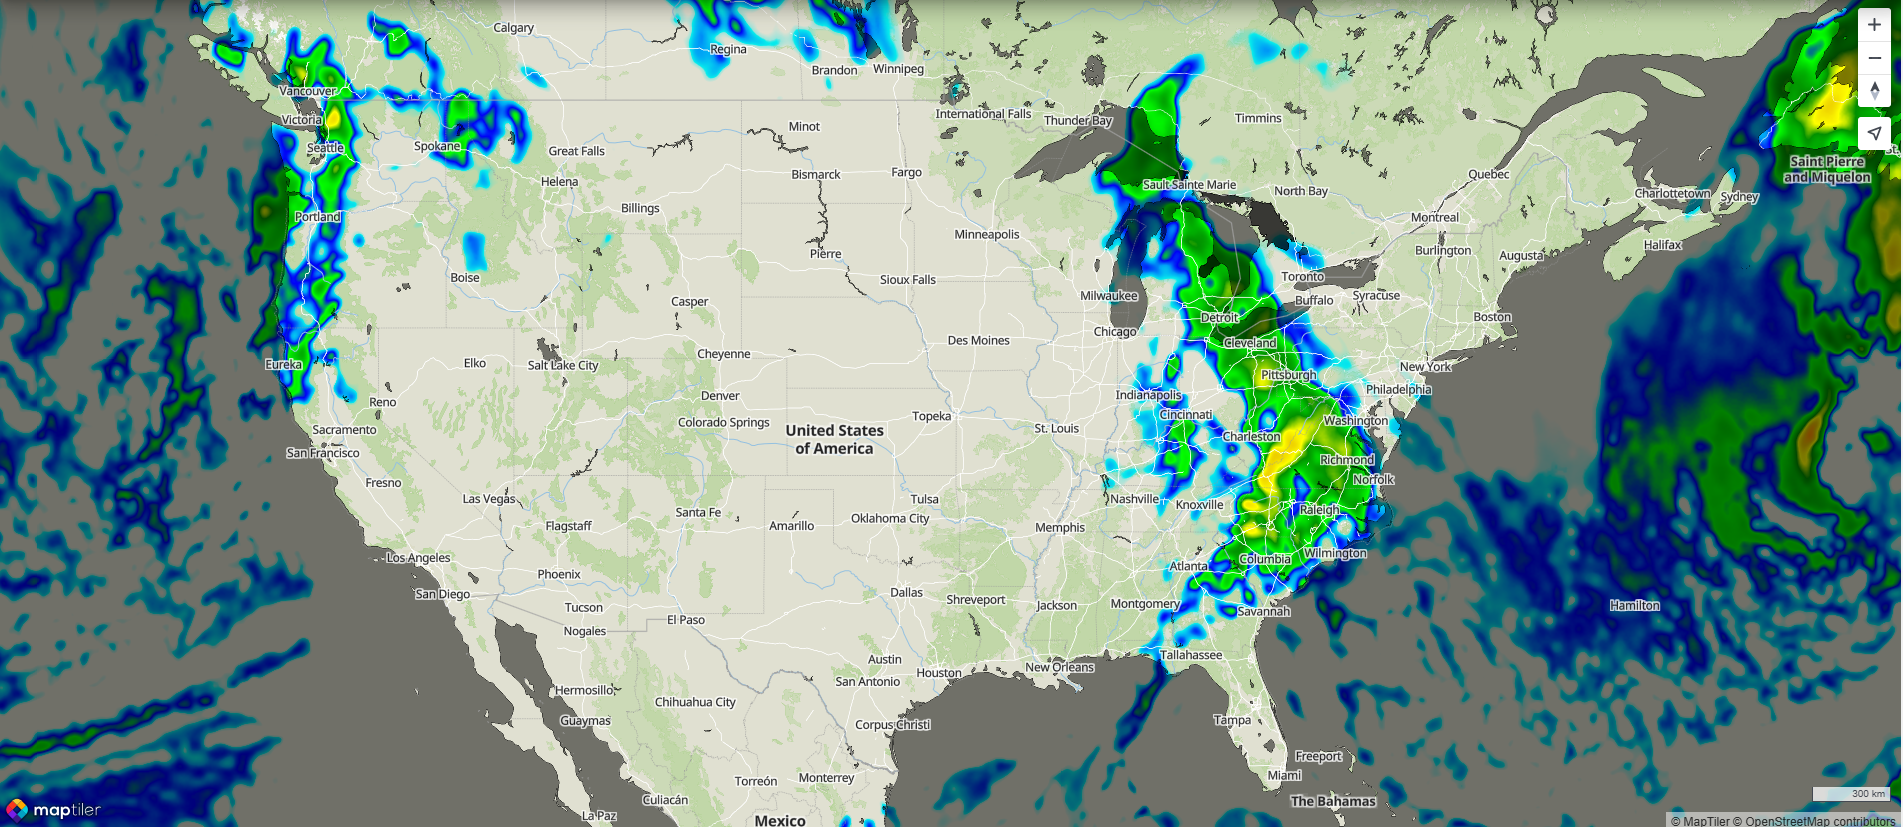 Calgary
Regina
Brandon
Winnipeg
Vancouver
Victoria
Seattle
Spokane
Great Falls
Helena
Minot
International Falls
Thunder Bay
Timmins
Saint Pierre
and Miquelon
St.
Bismarck
Fargo
Sault Sainte Marie
North Bay
Quebec
Charlottetown
Sydney
Portland
Billings
Minneapolis
Montreal
Burlington
Augusta
Halifax
Boise
Pierre
Sioux Falls
Toronto
Casper
Milwaukee
Buffalo
Syracuse
Detroit
Boston
Chicago
Cleveland
Eureka
Elko
Salt Lake City
Cheyenne
Des Moines
New York
Pittsburgh
Philadelphia
Reno
Denver
Indianapolis
Colorado Springs
Topeka
Cincinnati
Washington
Sacramento
United States
of America
St. Louis
Charleston
San Francisco
Richmond
Fresno
Norfolk
Las Vegas
Tulsa
Nashville
Knoxville
Santa Fe
Raleigh
Flagstaff
Amarillo
Oklahoma City
Memphis
Los Angeles
Wilmington
Columbia
Atlanta
Phoenix
San Diego
Dallas
Shreveport
Jackson
Montgomery
Savannah
Hamilton
Tucson
El Paso
Nogales
Austin
New Orleans
Tallahassee
Houston
San Antonio
Hermosillo
Chihuahua City
Guaymas
Corpus Christi
Tampa
Freeport
Miami
Torreón
Monterrey
Culiacán
The Bahamas
La Paz
Mexico
maptiler
300 km
© MapTiler © OpenStreetMap contributors